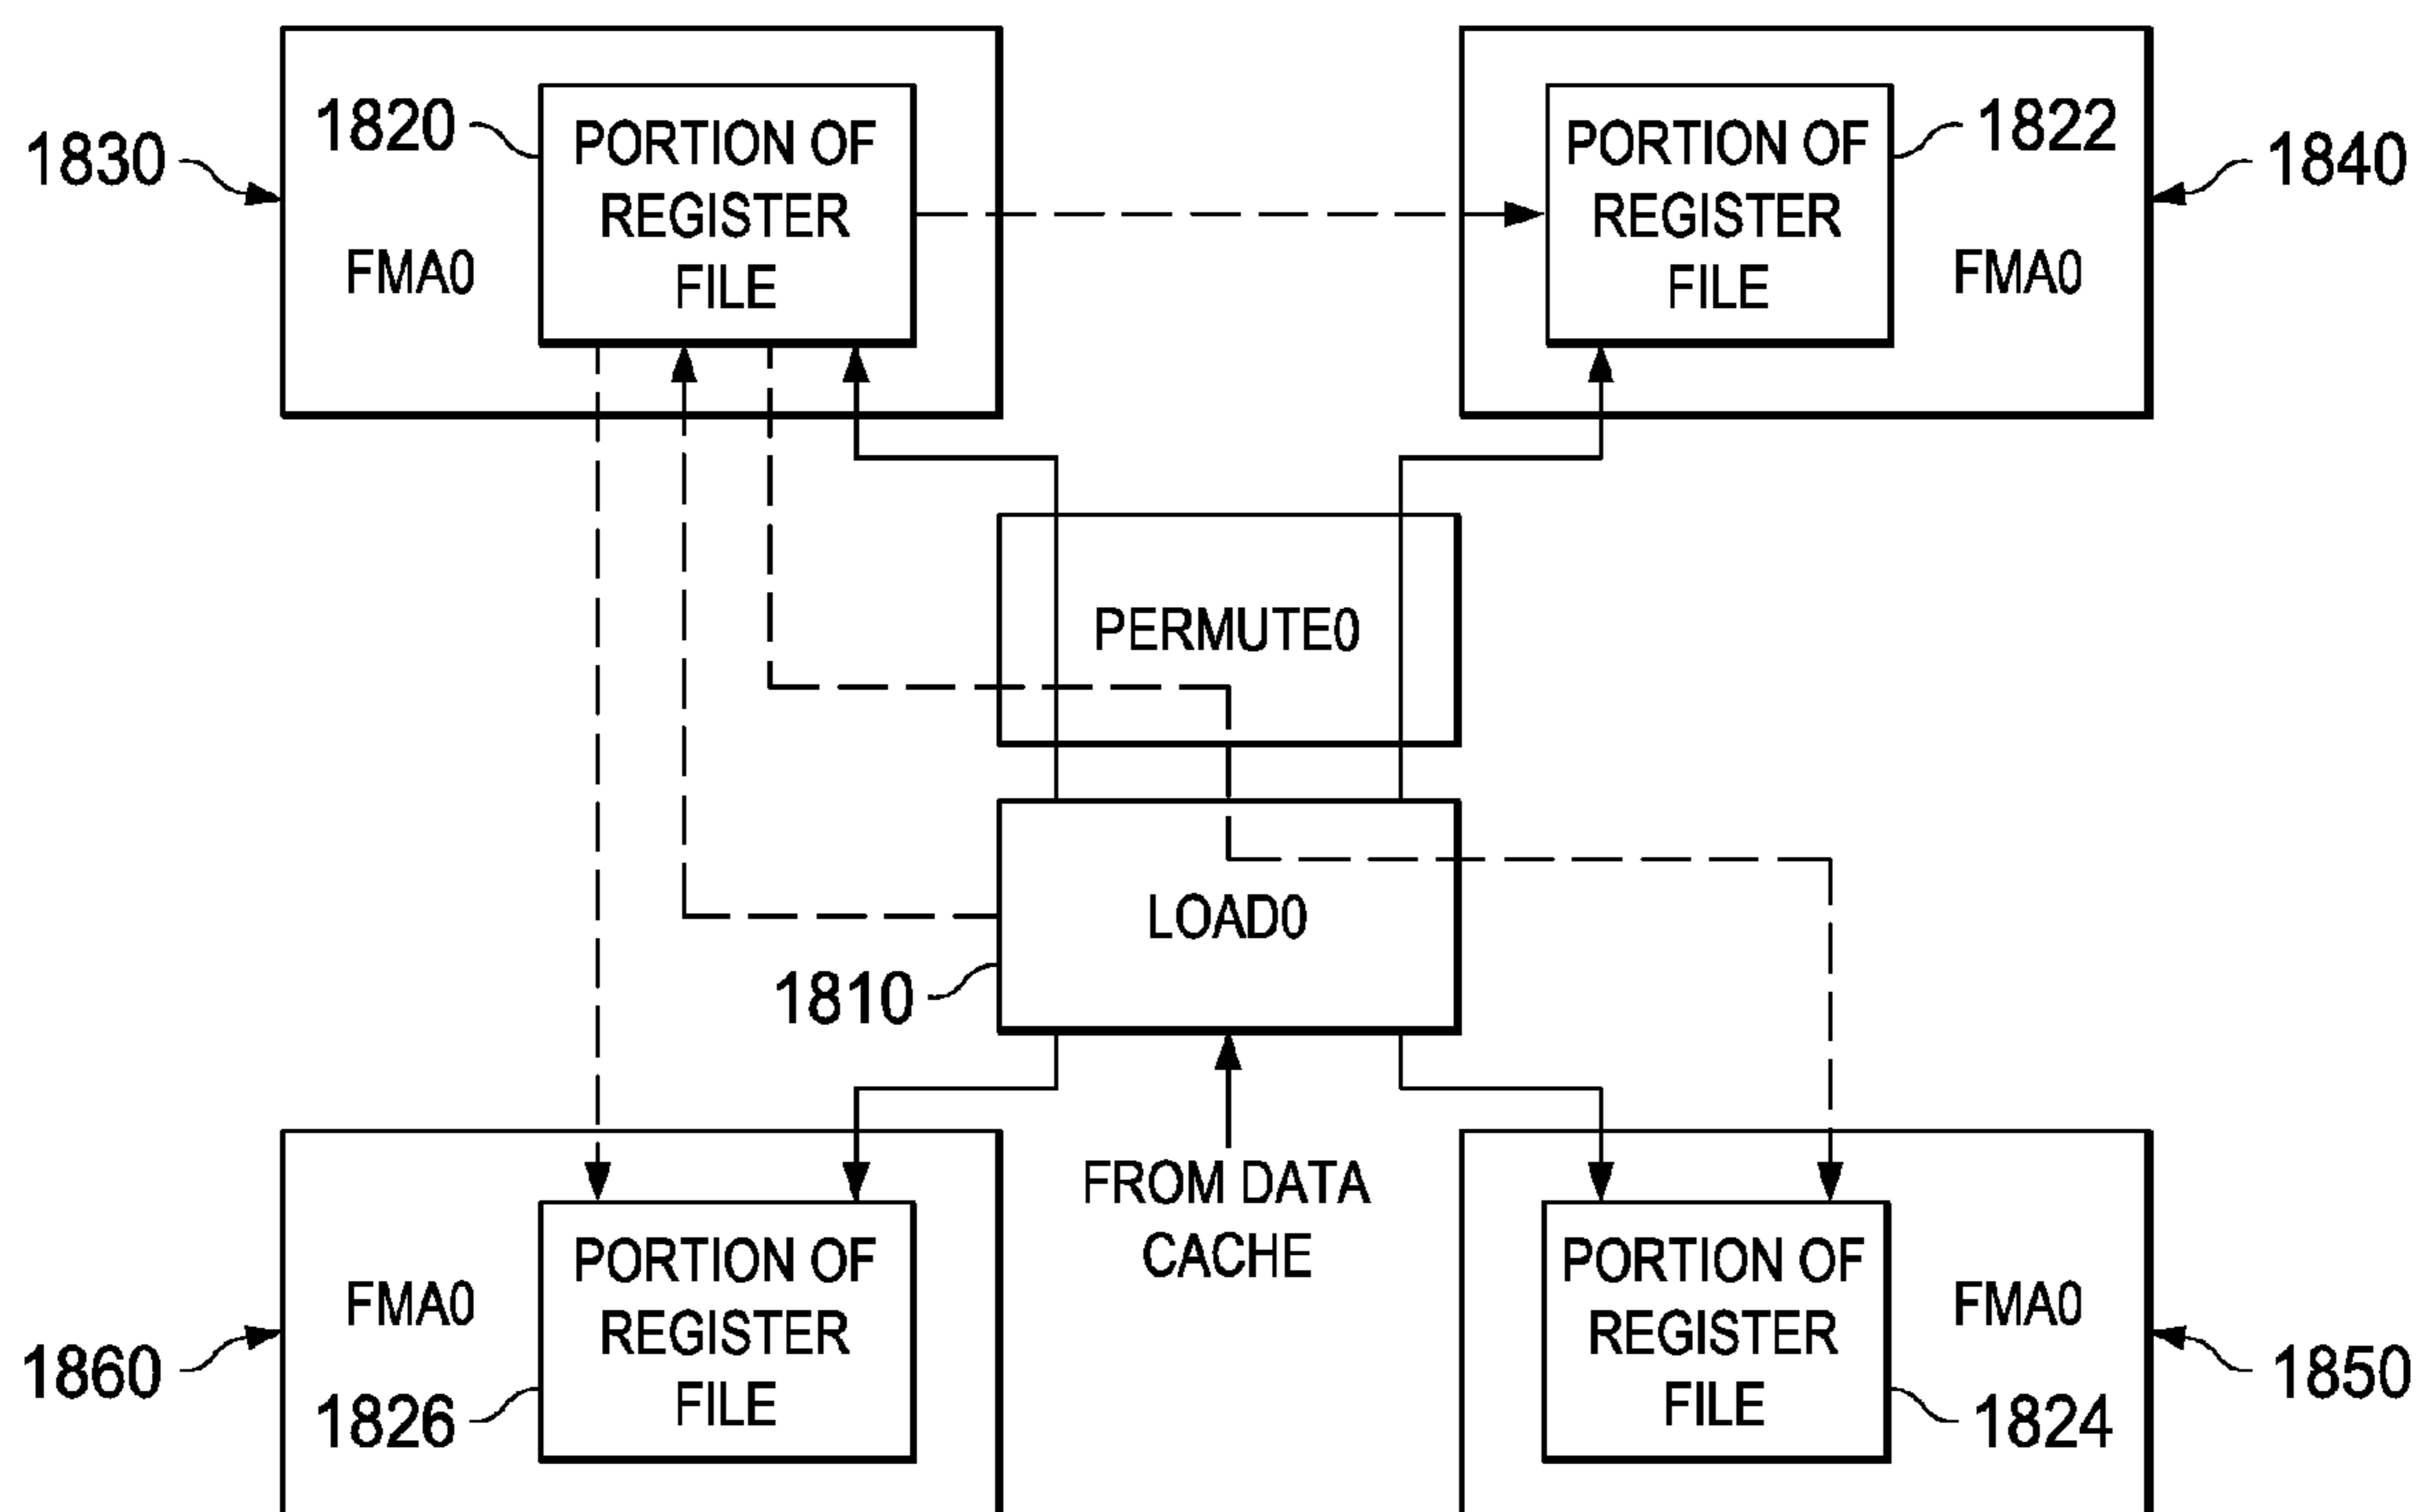 1820
PORTION OF
REGISTER
FILE
1830
FMA0
PORTION OF
REGISTER
FILE
1822
1840
FMA0
PERMUTE0
LOAD0
1810
FROM DATA
CACHE
FMA0
1860
1826
PORTION OF
REGISTER
FILE
PORTION OF
REGISTER
FILE
FMA0
1850
1824